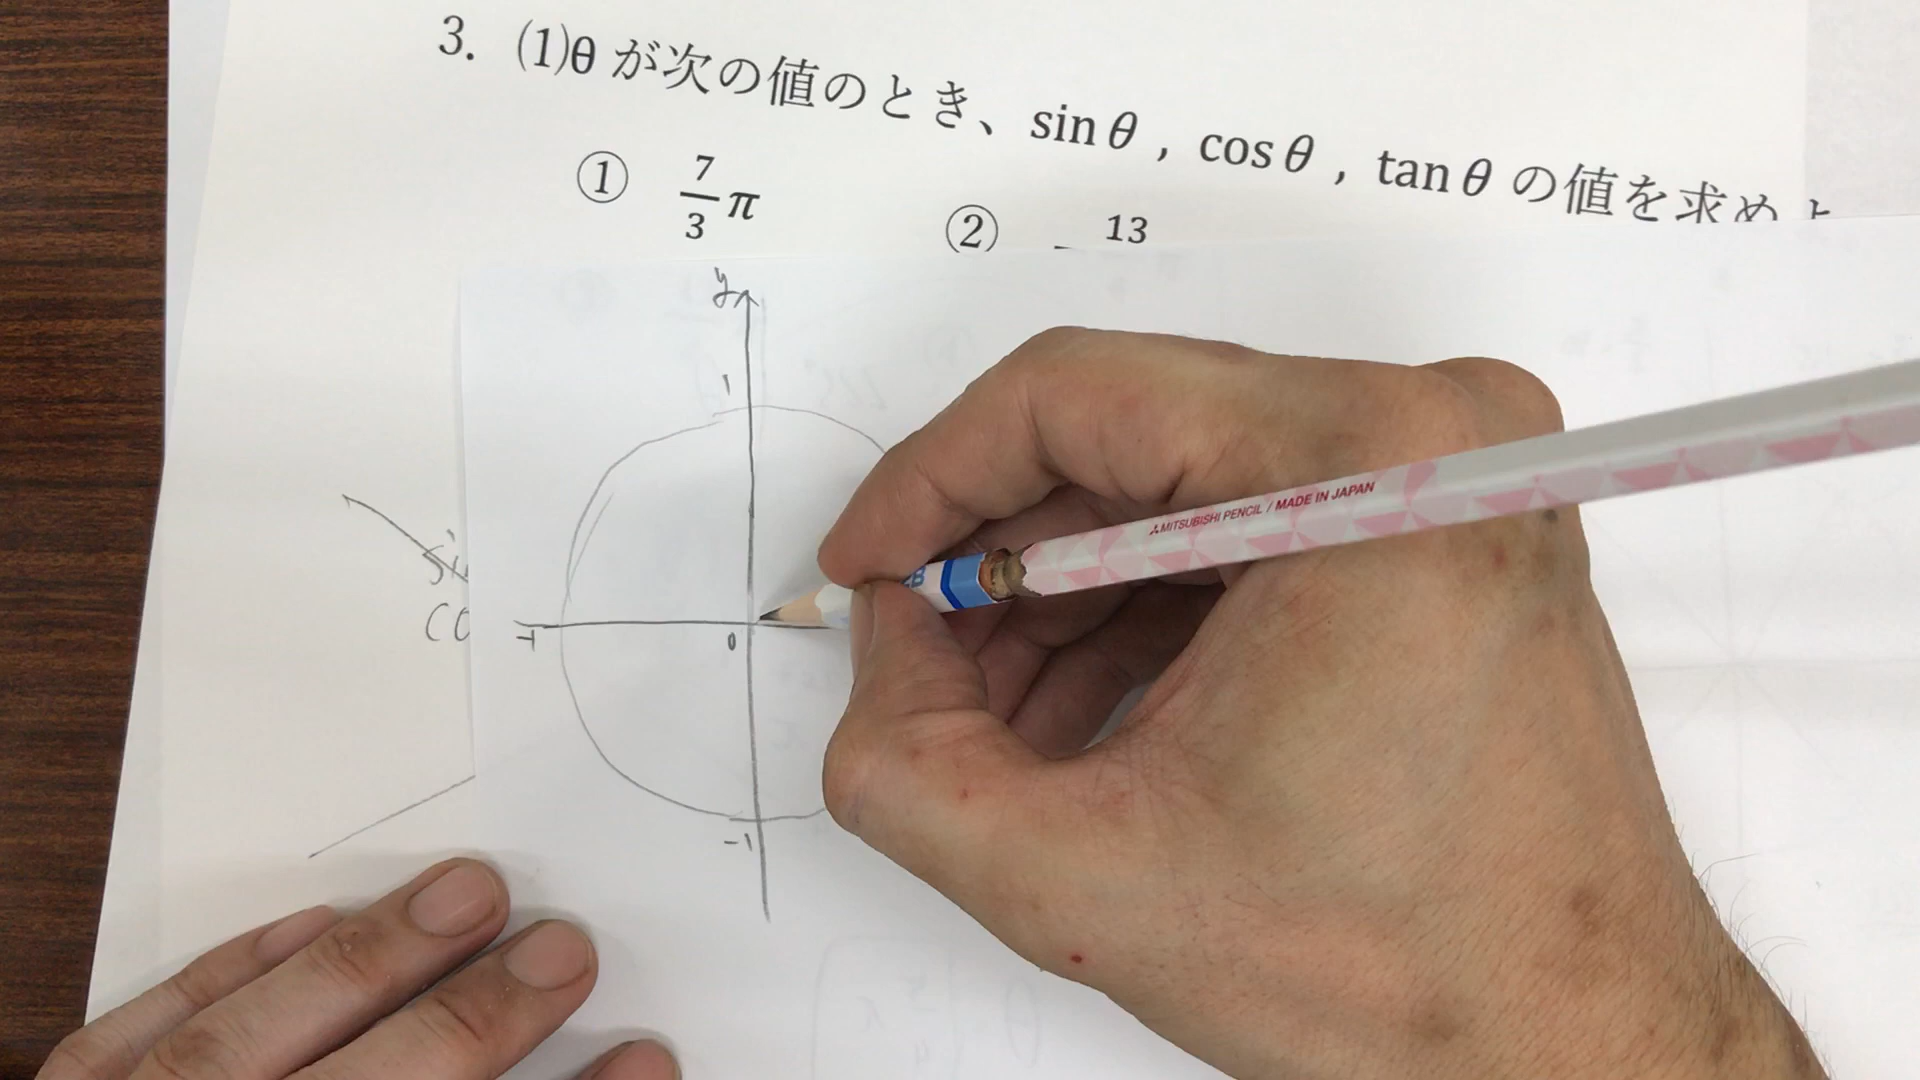 3. (1)θ が次の値のとき、sin θ , cos θ , tan θ の値を求め
① 7/3 π ② 13
y
1
-1 0
-1
MITSUBISHI PENCIL / MADE IN JAPAN